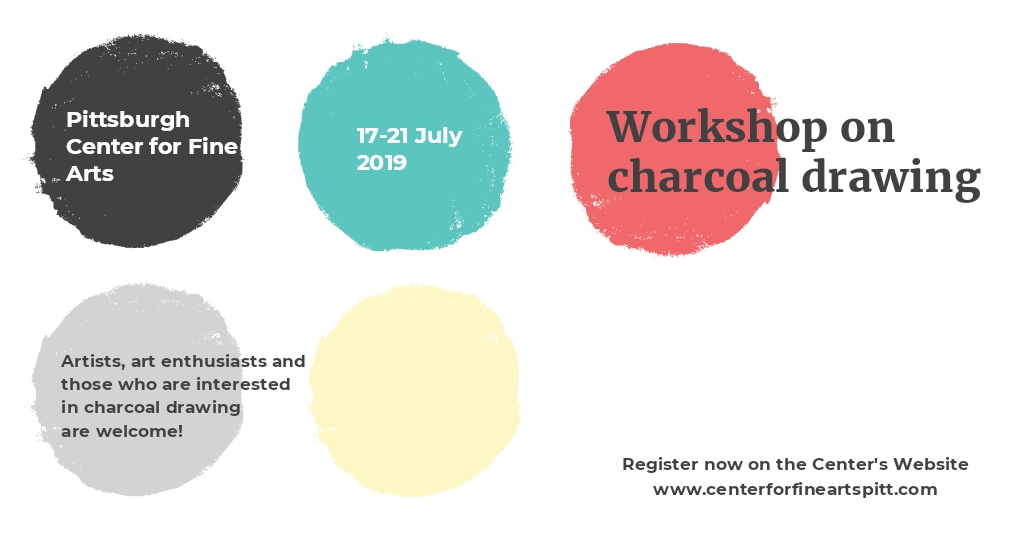 Pittsburgh
Center for Fine
Arts
17-21 July
2019
Workshop on
charcoal drawing
Artists, art enthusiasts and
those who are interested
in charcoal drawing
are welcome!
Register now on the Center's Website
www.centerforfineartspitt.com